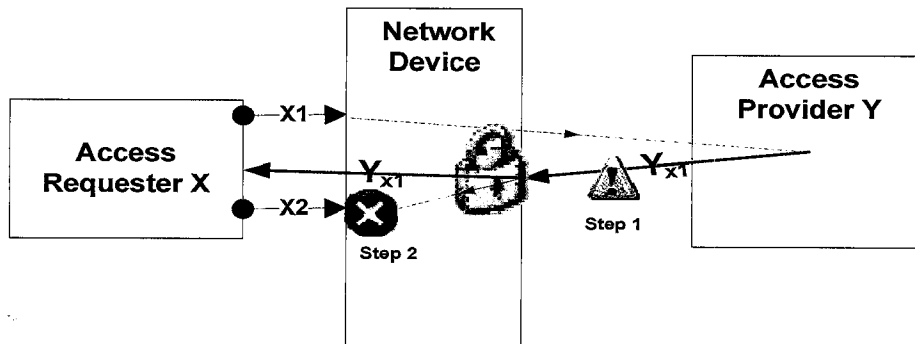 Network
Device
Access
Provider Y
X1
Access
Requester X
Yx1
Yx1
X2
Step 1
Step 2